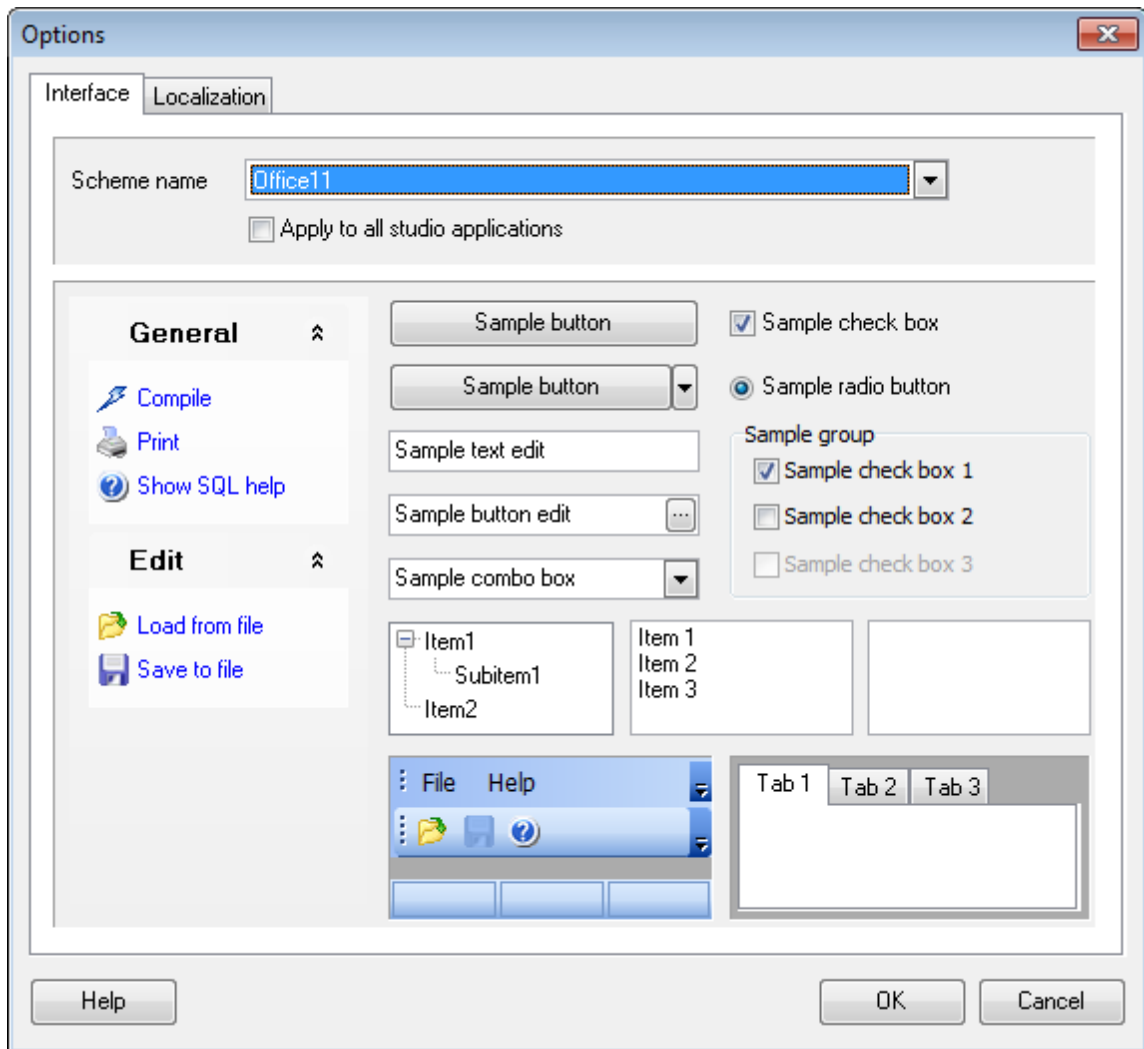 Options
Interface
Localization
Scheme name
Office11
Apply to all studio applications
General
Compile
Print
Show SQL help
Edit
Load from file
Save to file
Sample button
Sample check box
Sample button
Sample radio button
Sample text edit
Sample group
Sample check box 1
Sample button edit
...
Sample check box 2
Sample combo box
Sample check box 3
Item1
Subitem1
Item2
Item 1
Item 2
Item 3
File Help
Tab 1 Tab 2 Tab 3
Help
OK
Cancel